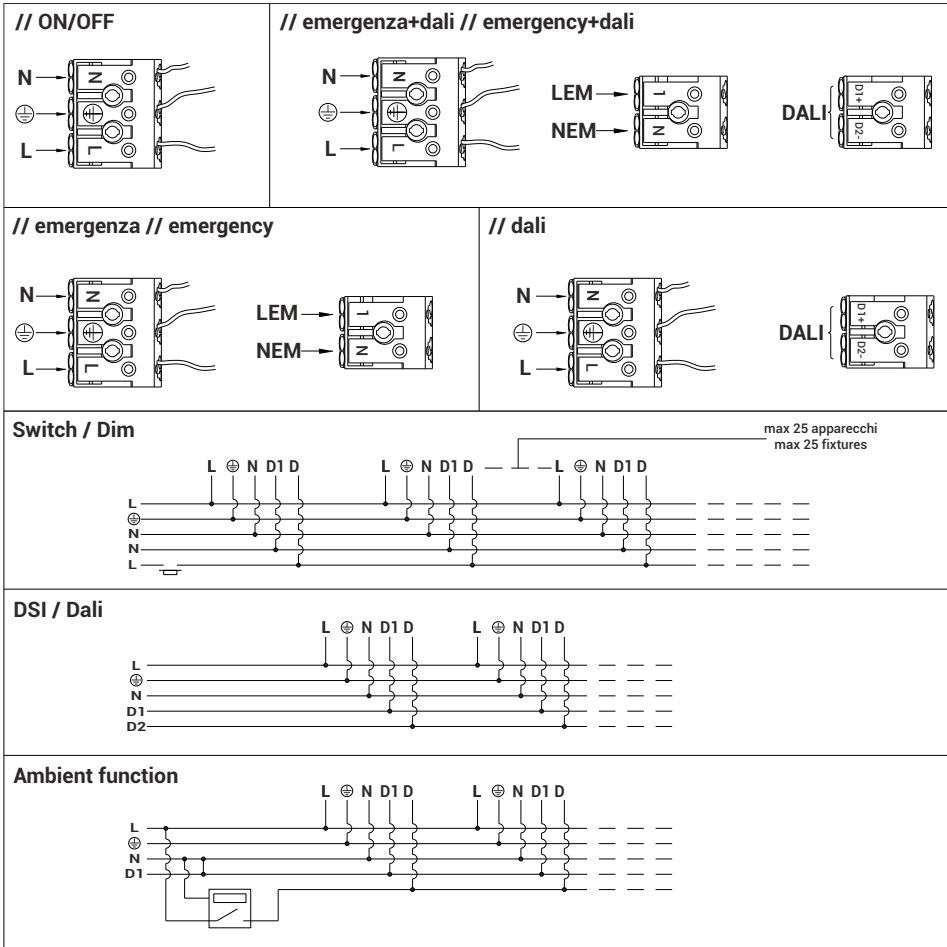 // ON/OFF
N
⏚
L
N
⏚
L
// emergenza+dali // emergency+dali
N
⏚
L
N
⏚
L
LEM
NEM
1
N
DALI
D1+
D2-
// emergenza // emergency
N
⏚
L
N
⏚
L
LEM
NEM
1
N
// dali
N
⏚
L
N
⏚
L
DALI
D1+
D2-
Switch / Dim
max 25 apparecchi
max 25 fixtures
L ⏚ N D1 D L ⏚ N D1 D L ⏚ N D1 D
L
⏚
N
N
L
DSI / Dali
L ⏚ N D1 D L ⏚ N D1 D
L
⏚
N
D1
D2
Ambient function
L ⏚ N D1 D L ⏚ N D1 D
L
⏚
N
D1